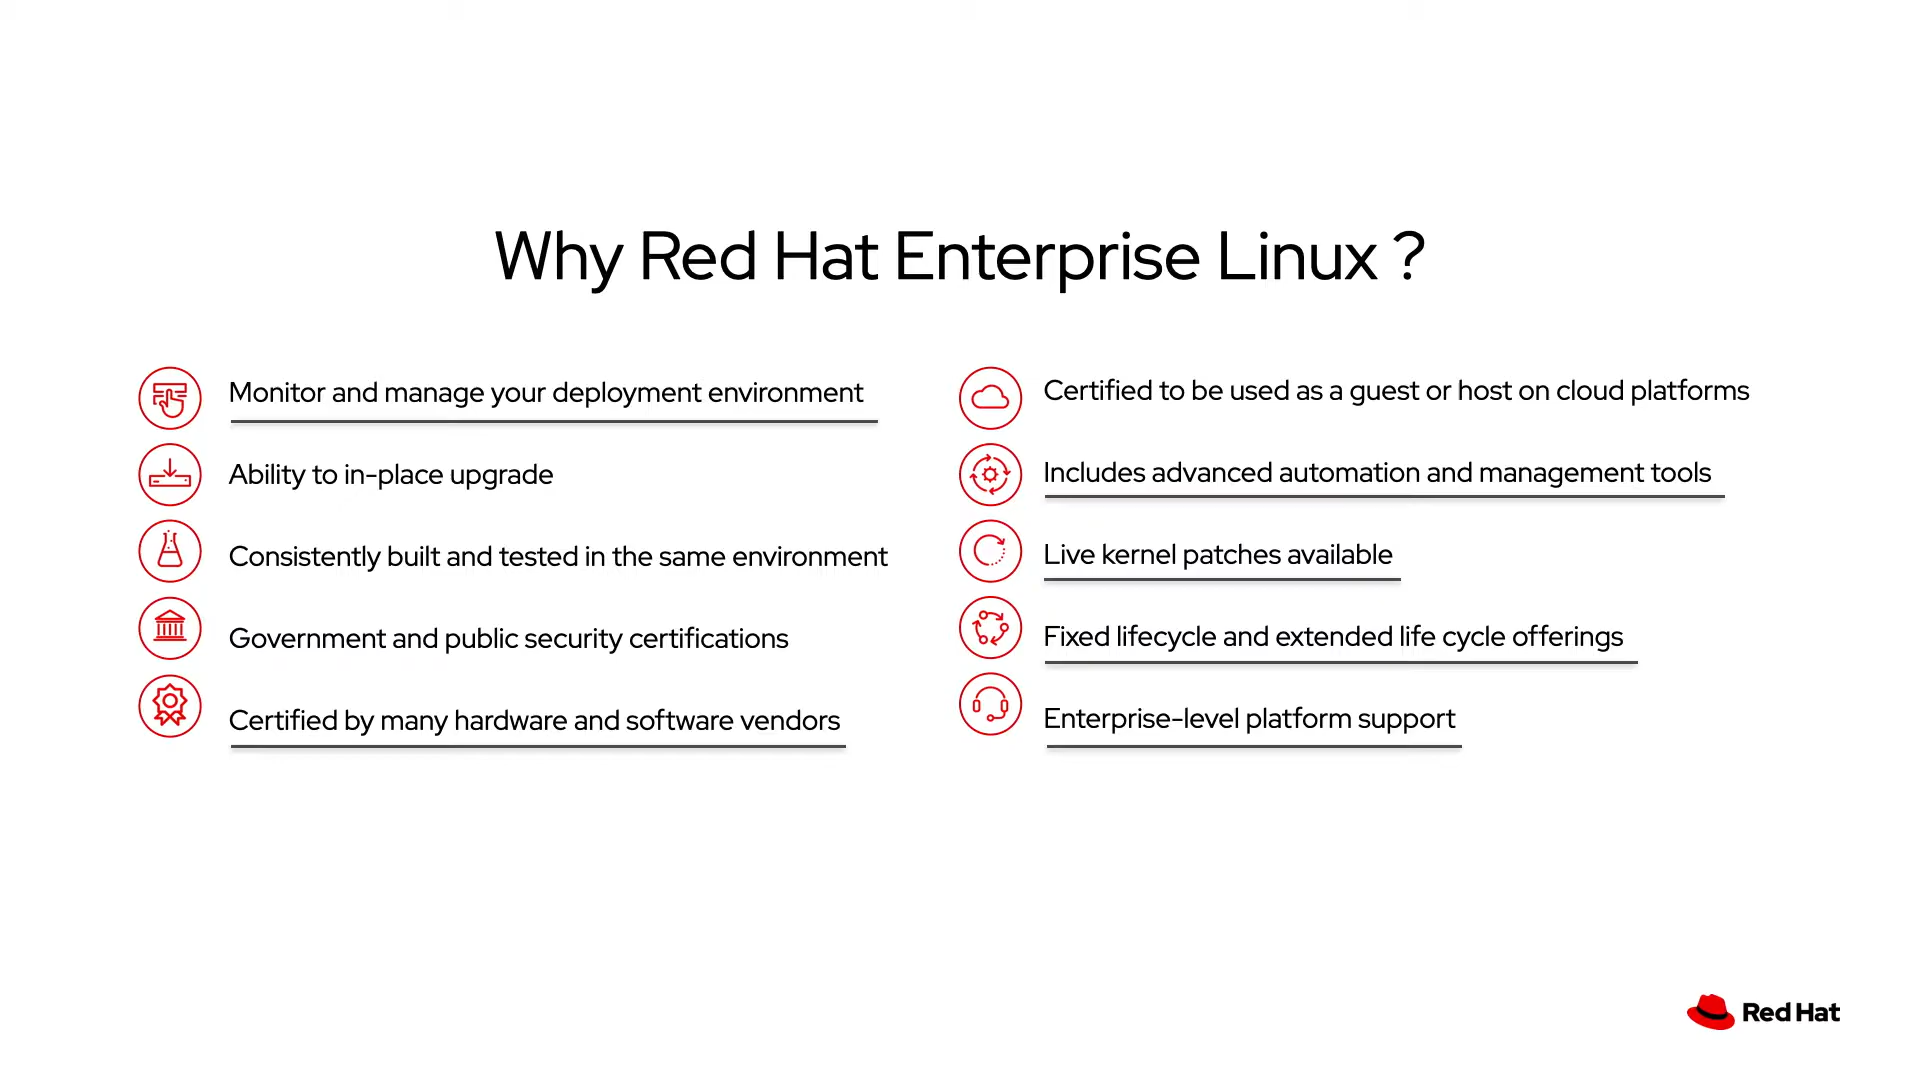 Why Red Hat Enterprise Linux ?
Monitor and manage your deployment environment
Ability to in-place upgrade
Consistently built and tested in the same environment
Government and public security certifications
Certified by many hardware and software vendors
Certified to be used as a guest or host on cloud platforms
Includes advanced automation and management tools
Live kernel patches available
Fixed lifecycle and extended life cycle offerings
Enterprise-level platform support
Red Hat